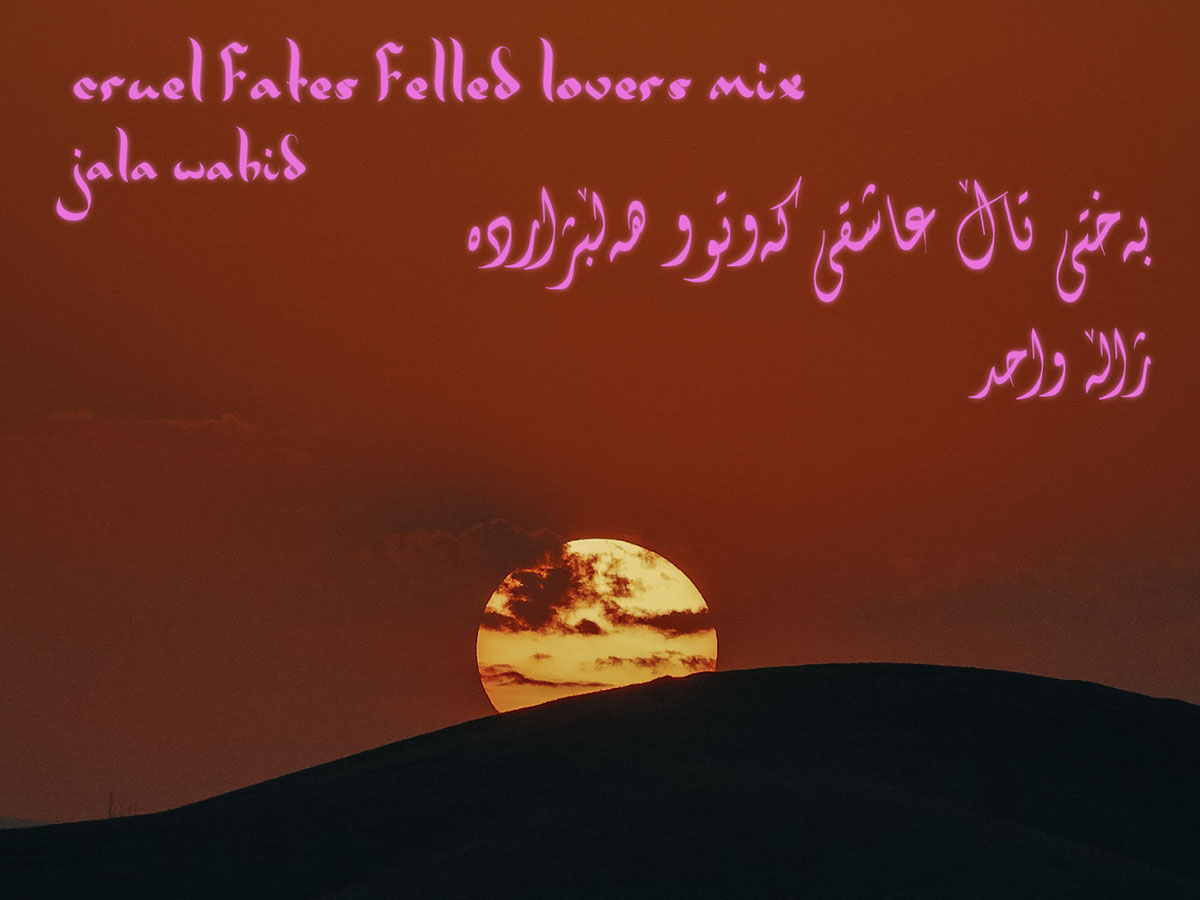 cruel fates felled lovers mix
jala wahid
بەختی تاڵ عاشقی کەوتوو هەڵبژاردە
ژاڵە واحد